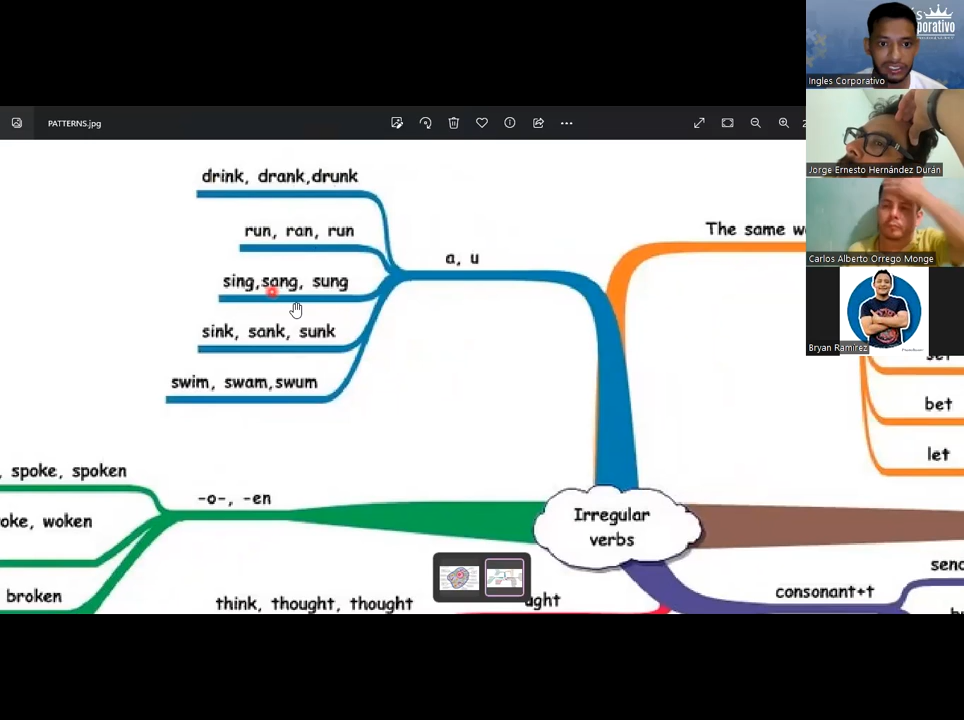 PATTERNS.jpg
drink, drank,drunk
run, ran, run
sing,sang, sung
sink, sank, sunk
swim, swam,swum
a, u
The same
bet
let
, spoke, spoken
woken
broken
-o-, -en
Irregular
verbs
think, thought, thought
ought
consonant+t
Ingles Corporativo
Jorge Ernesto Hernández Durán
Carlos Alberto Orrego Monge
Bryan Ramirez